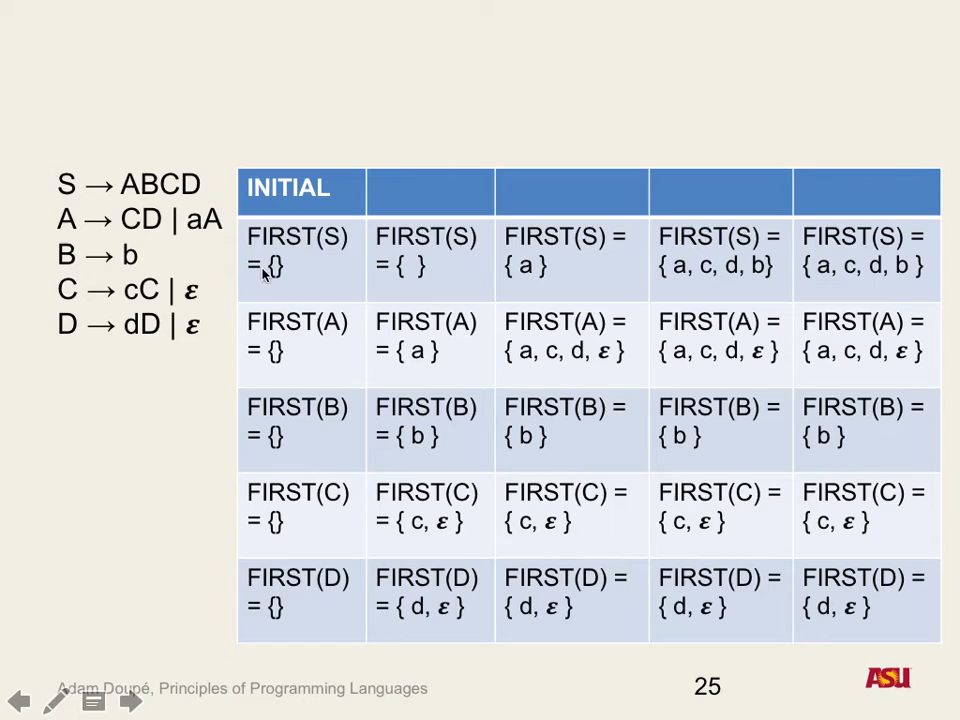 S → ABCD
A → CD | aA
B → b
C → cC | ε
D → dD | ε
INITIAL
FIRST(S) = {}
FIRST(S) = { }
FIRST(S) = { a }
FIRST(S) = { a, c, d, b}
FIRST(S) = { a, c, d, b }
FIRST(A) = {}
FIRST(A) = { a }
FIRST(A) = { a, c, d, ε }
FIRST(A) = { a, c, d, ε }
FIRST(A) = { a, c, d, ε }
FIRST(B) = {}
FIRST(B) = { b }
FIRST(B) = { b }
FIRST(B) = { b }
FIRST(B) = { b }
FIRST(C) = {}
FIRST(C) = { c, ε }
FIRST(C) = { c, ε }
FIRST(C) = { c, ε }
FIRST(C) = { c, ε }
FIRST(D) = {}
FIRST(D) = { d, ε }
FIRST(D) = { d, ε }
FIRST(D) = { d, ε }
FIRST(D) = { d, ε }
Adam Doupé, Principles of Programming Languages
25
ASU